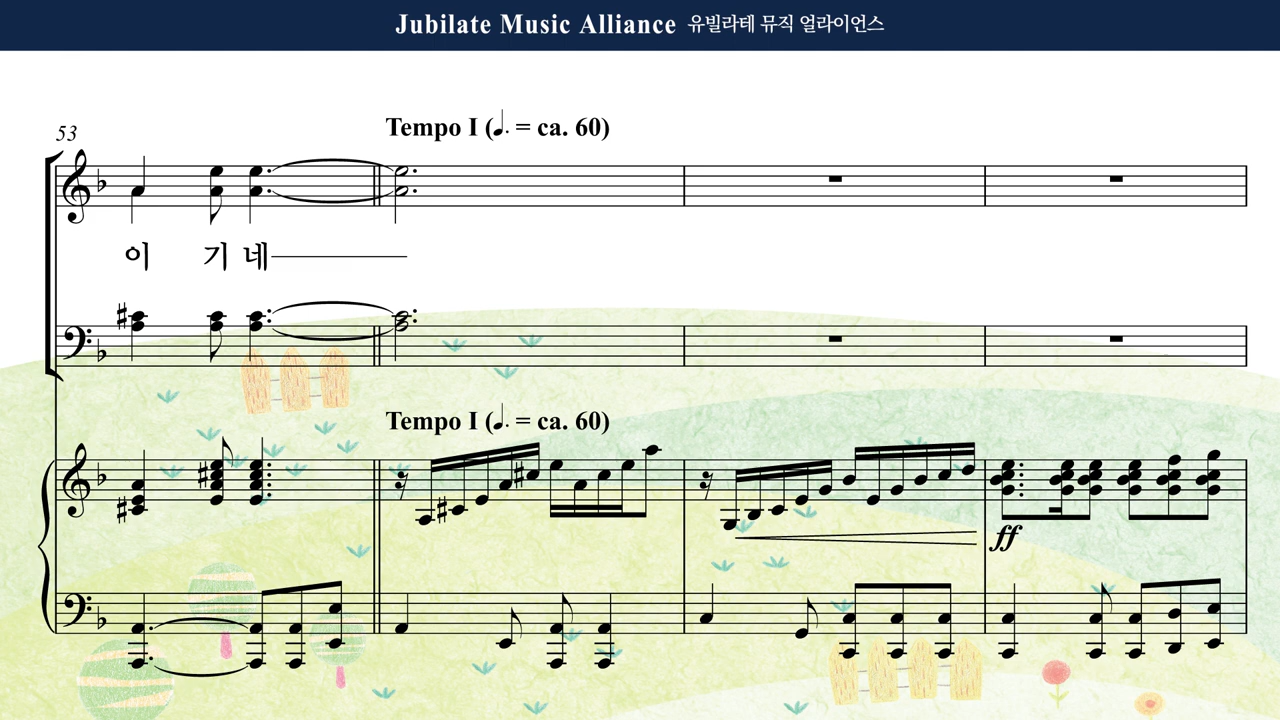 Jubilate Music Alliance 유빌라테 뮤직 얼라이언스
Tempo I (♩. = ca. 60)
53
이 기 네
Tempo I (♩. = ca. 60)
ff